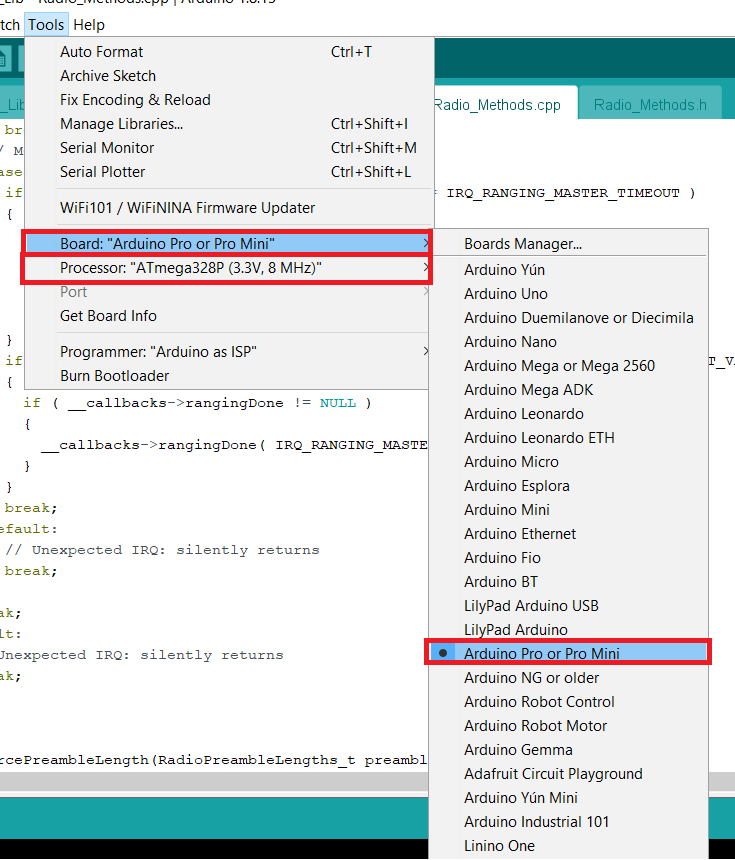 Radio_Methods.cpp | Arduino 1.8.13
tch Tools Help
Auto Format Ctrl+T
Archive Sketch
Fix Encoding & Reload
Manage Libraries... Ctrl+Shift+I
Serial Monitor Ctrl+Shift+M
Serial Plotter Ctrl+Shift+L
WiFi101 / WiFiNINA Firmware Updater
Board: "Arduino Pro or Pro Mini"
Processor: "ATmega328P (3.3V, 8 MHz)"
Port
Get Board Info
Programmer: "Arduino as ISP"
Burn Bootloader
_Lib Radio_Methods.cpp Radio_Methods.h
br
/ M
ase
if = IRQ_RANGING_MASTER_TIMEOUT )
{
}
if T_V
{
if ( __callbacks->rangingDone != NULL )
{
__callbacks->rangingDone( IRQ_RANGING_MASTE
}
}
break;
efault:
// Unexpected IRQ: silently returns
break;
ak;
lt:
Unexpected IRQ: silently returns
ak;
rcePreambleLength(RadioPreambleLengths_t preambl
Boards Manager...
Arduino Yún
Arduino Uno
Arduino Duemilanove or Diecimila
Arduino Nano
Arduino Mega or Mega 2560
Arduino Mega ADK
Arduino Leonardo
Arduino Leonardo ETH
Arduino Micro
Arduino Esplora
Arduino Mini
Arduino Ethernet
Arduino Fio
Arduino BT
LilyPad Arduino USB
LilyPad Arduino
Arduino Pro or Pro Mini
Arduino NG or older
Arduino Robot Control
Arduino Robot Motor
Arduino Gemma
Adafruit Circuit Playground
Arduino Yún Mini
Arduino Industrial 101
Linino One